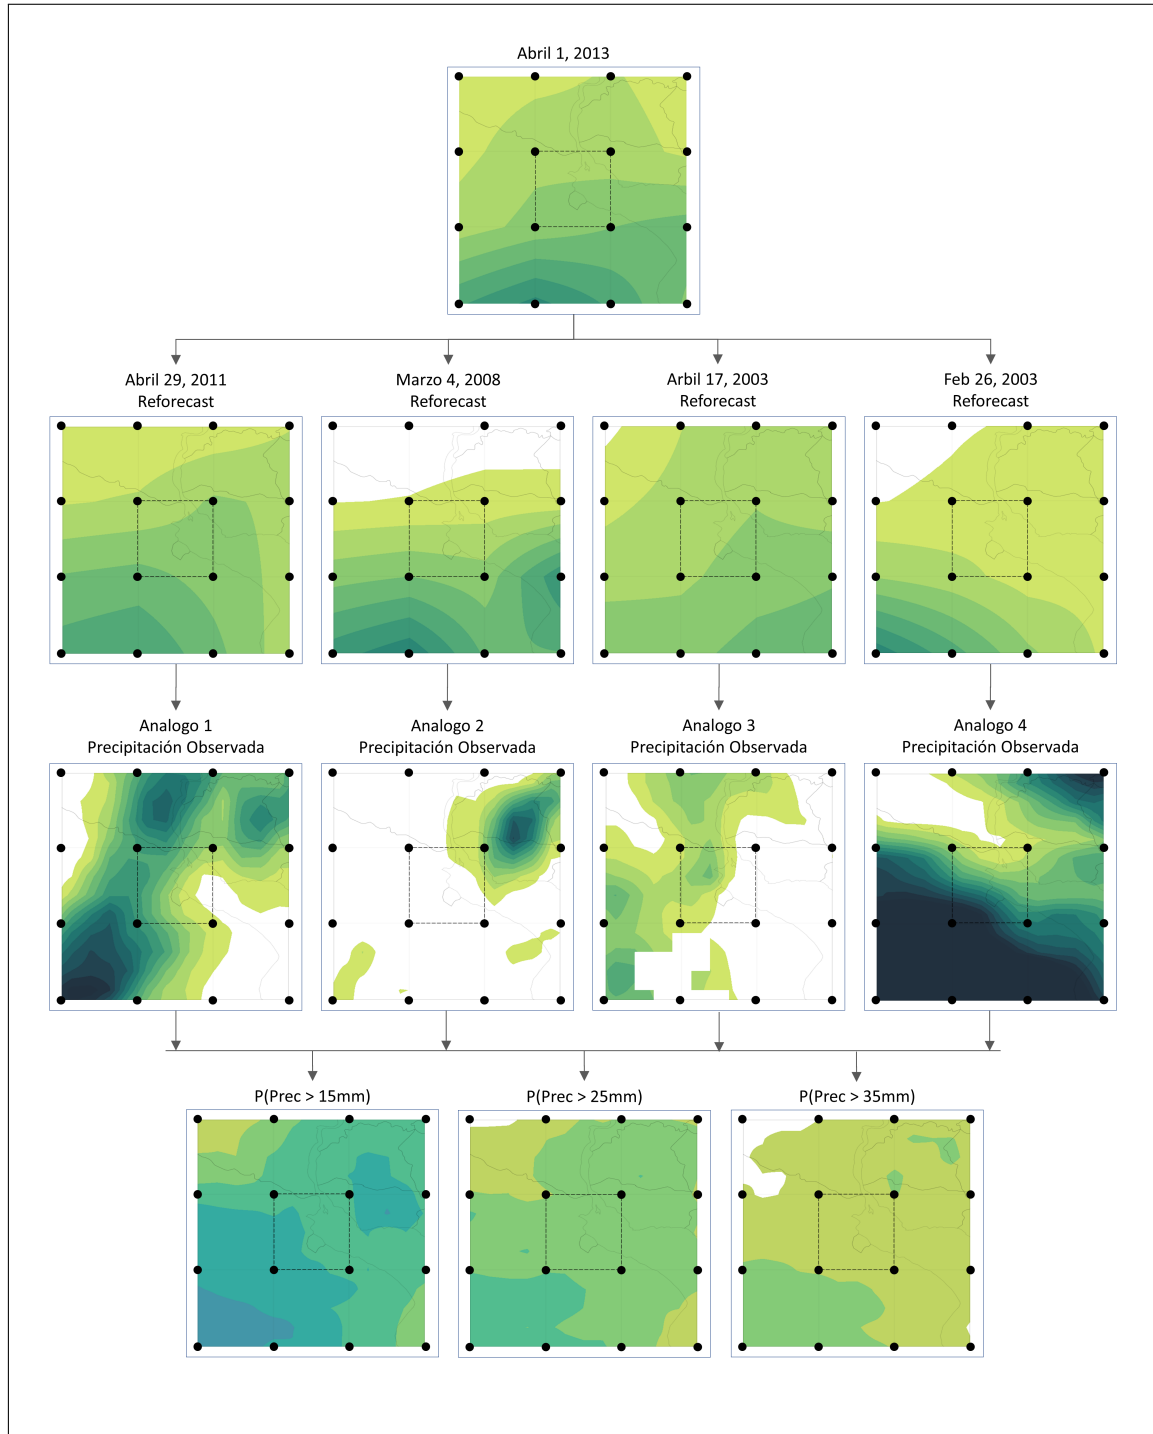 Abril 1, 2013
Abril 29, 2011
Reforecast
Marzo 4, 2008
Reforecast
Arbil 17, 2003
Reforecast
Feb 26, 2003
Reforecast
Analogo 1
Precipitación Observada
Analogo 2
Precipitación Observada
Analogo 3
Precipitación Observada
Analogo 4
Precipitación Observada
P(Prec > 15mm)
P(Prec > 25mm)
P(Prec > 35mm)